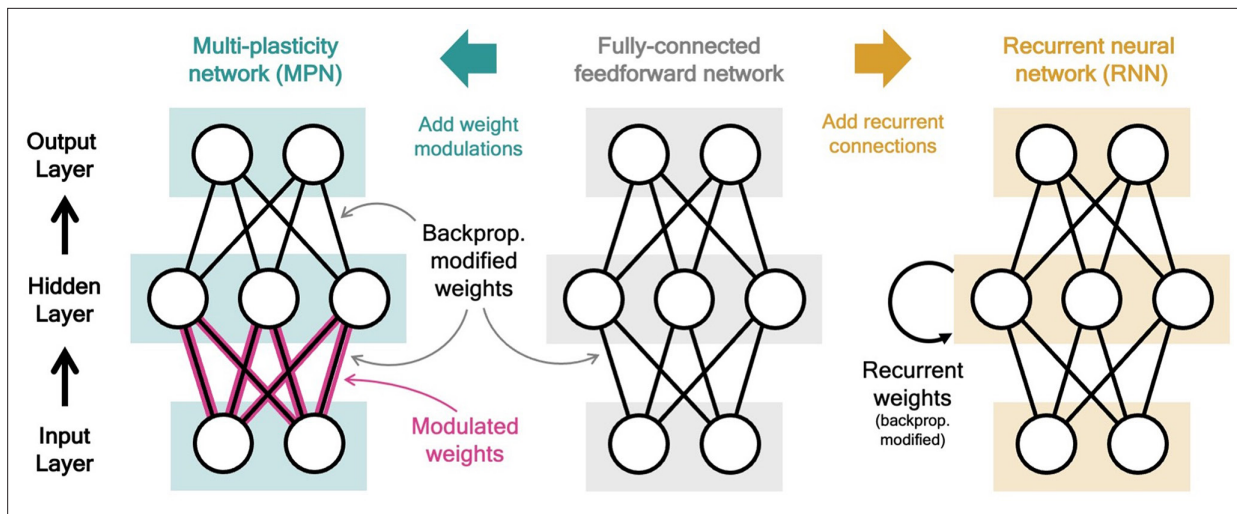 Multi-plasticity
network (MPN)
Fully-connected
feedforward network
Recurrent neural
network (RNN)
Add weight
modulations
Add recurrent
connections
Output
Layer
Hidden
Layer
Input
Layer
Backprop.
modified
weights
Modulated
weights
Recurrent
weights
(backprop.
modified)